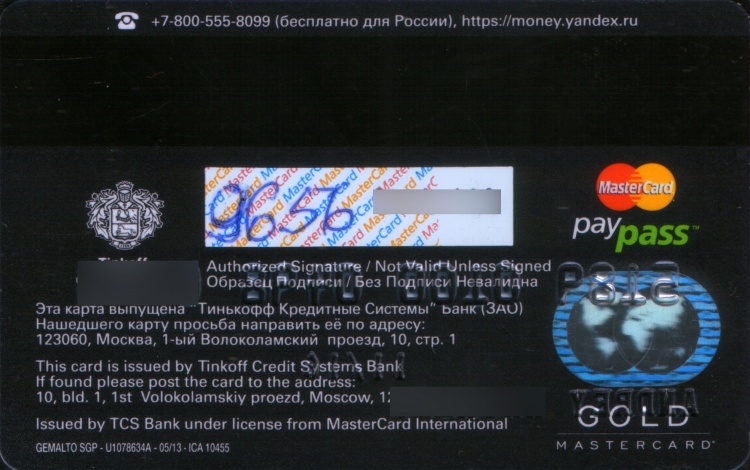 +7-800-555-8099 (бесплатно для России), https://money.yandex.ru
MasterCard
paypass™
Tinkoff
Authorized Signature / Not Valid Unless Signed
Образец Подписи / Без Подписи Невалидна
Эта карта выпущена "Тинькофф Кредитные Системы" Банк (ЗАО)
Нашедшего карту просьба направить её по адресу:
123060, Москва, 1-ый Волоколамский проезд, 10, стр. 1
This card is issued by Tinkoff Credit Systems Bank
If found please post the card to the address:
10, bld. 1, 1st Volokolamskiy proezd, Moscow,
Issued by TCS Bank under license from MasterCard International
GEMALTO SGP - U1078634A - 05/13 - ICA 10455
GOLD
MASTERCARD